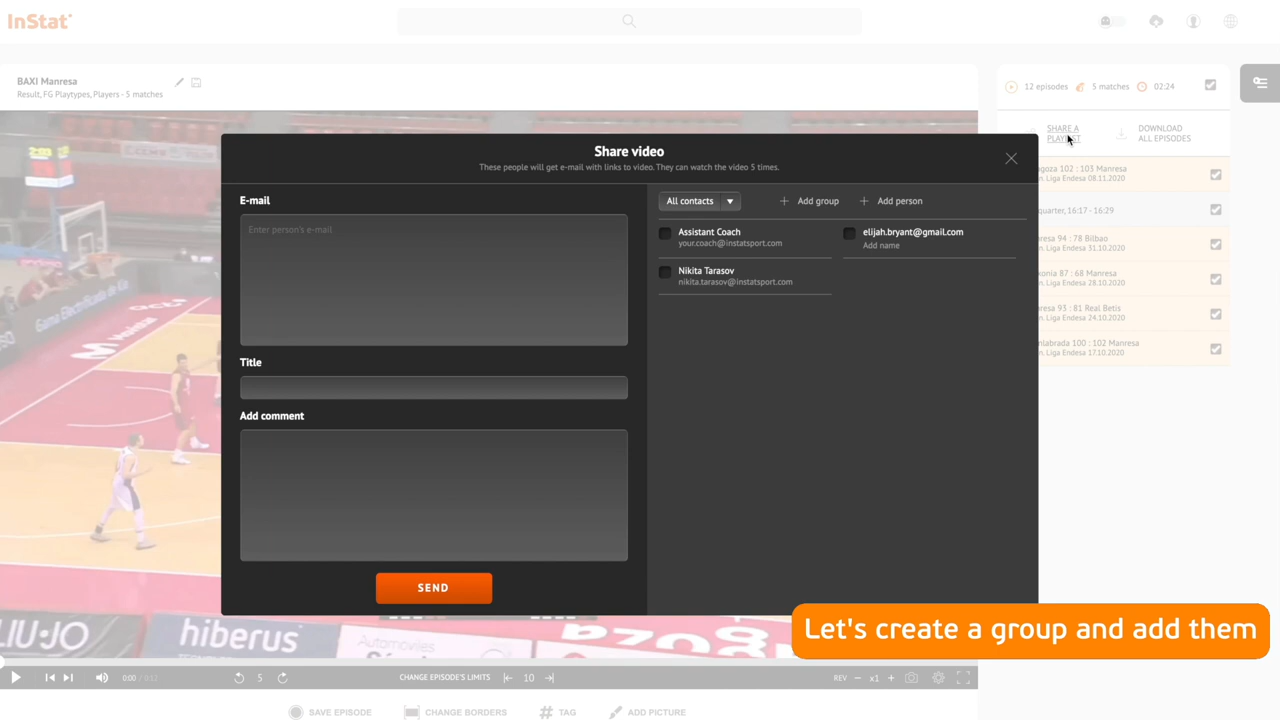 InStat
BAXI Manresa
Result, FG Playtypes, Players - 5 matches
12 episodes
5 matches
02:24
SHARE A
PLAYLIST
DOWNLOAD
ALL EPISODES
goza 102 : 103 Manresa
n. Liga Endesa 08.11.2020
quarter, 16:17 - 16:29
resa 94 : 78 Bilbao
n. Liga Endesa 31.10.2020
konia 87 : 68 Manresa
n. Liga Endesa 28.10.2020
resa 93 : 81 Real Betis
n. Liga Endesa 24.10.2020
nlabrada 100 : 102 Manresa
n. Liga Endesa 17.10.2020
Share video
These people will get e-mail with links to video. They can watch the video 5 times.
E-mail
Enter person's e-mail
Title
Add comment
SEND
All contacts
Add group
Add person
Assistant Coach
your.coach@instatsport.com
elijah.bryant@gmail.com
Add name
Nikita Tarasov
nikita.tarasov@instatsport.com
Let's create a group and add them
LIU·JO
hiberus
Automóviles
0:00 / 0:12
5
CHANGE EPISODE'S LIMITS
10
REV
x1
SAVE EPISODE
CHANGE BORDERS
TAG
ADD PICTURE